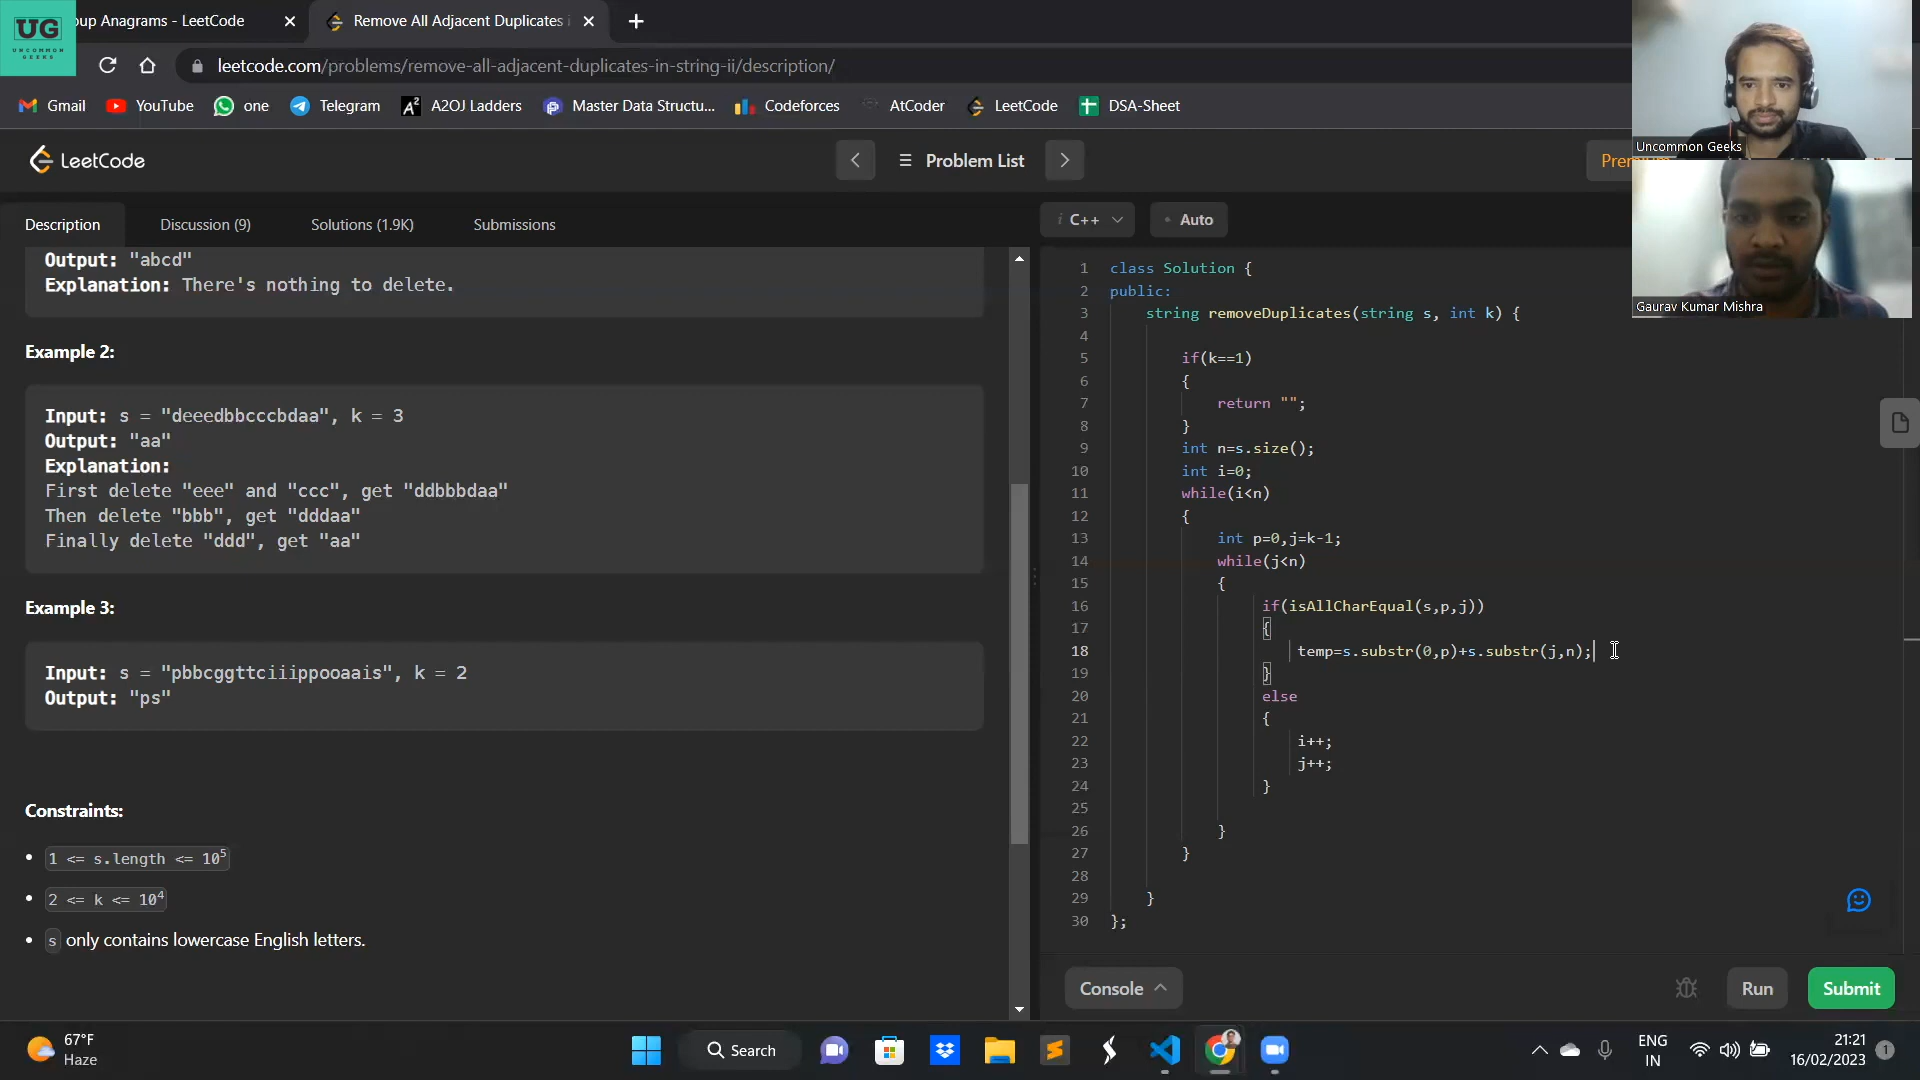 UG
UNCOMMON
GEEKS
oup Anagrams - LeetCode
Remove All Adjacent Duplicates i
leetcode.com/problems/remove-all-adjacent-duplicates-in-string-ii/description/
Gmail
YouTube
one
Telegram
A2OJ Ladders
Master Data Structu...
Codeforces
AtCoder
LeetCode
DSA-Sheet
Uncommon Geeks
Gaurav Kumar Mishra
LeetCode
Problem List
Description
Discussion (9)
Solutions (1.9K)
Submissions
Output: "abcd"
Explanation: There's nothing to delete.
Example 2:
Input: s = "deeedbbcccbdaa", k = 3
Output: "aa"
Explanation:
First delete "eee" and "ccc", get "ddbbbdaa"
Then delete "bbb", get "dddaa"
Finally delete "ddd", get "aa"
Example 3:
Input: s = "pbbcggttciiippooaais", k = 2
Output: "ps"
Constraints:
1 <= s.length <= 10^5
2 <= k <= 10^4
s only contains lowercase English letters.
i C++
Auto
1 class Solution {
2 public:
3 string removeDuplicates(string s, int k) {
4
5 if(k==1)
6 {
7 return "";
8 }
9 int n=s.size();
10 int i=0;
11 while(i<n)
12 {
13 int p=0,j=k-1;
14 while(j<n)
15 {
16 if(isAllCharEqual(s,p,j))
17 {
18 temp=s.substr(0,p)+s.substr(j,n);
19 }
20 else
21 {
22 i++;
23 j++;
24 }
25
26 }
27 }
28
29 }
30 };
Console
Run
Submit
67°F
Haze
Search
ENG
IN
21:21
16/02/2023
1